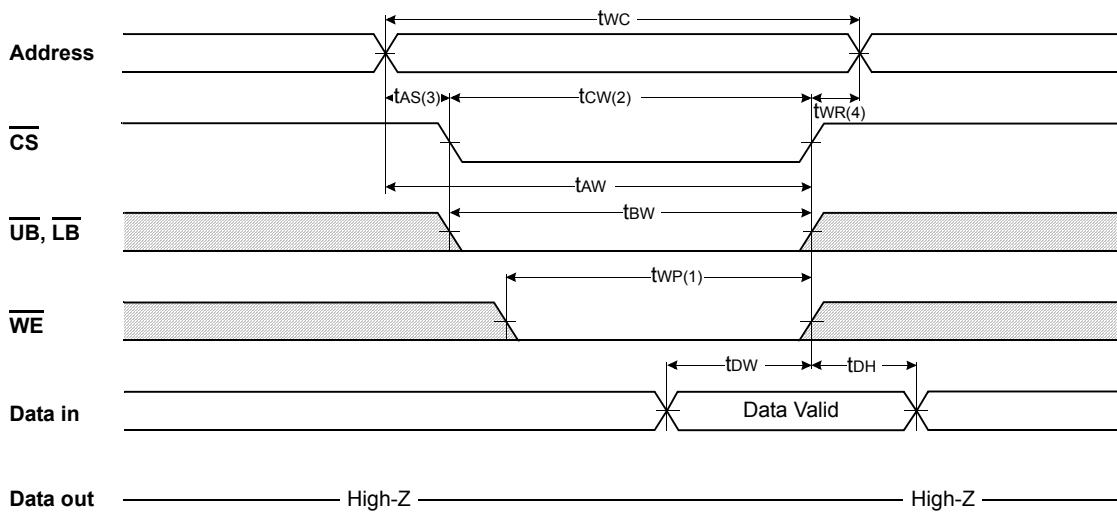 tWC
Address
tAS(3) tCW(2) tWR(4)
CS
tAW
tBW
UB, LB
tWP(1)
WE
tDW tDH
Data in Data Valid
Data out High-Z High-Z